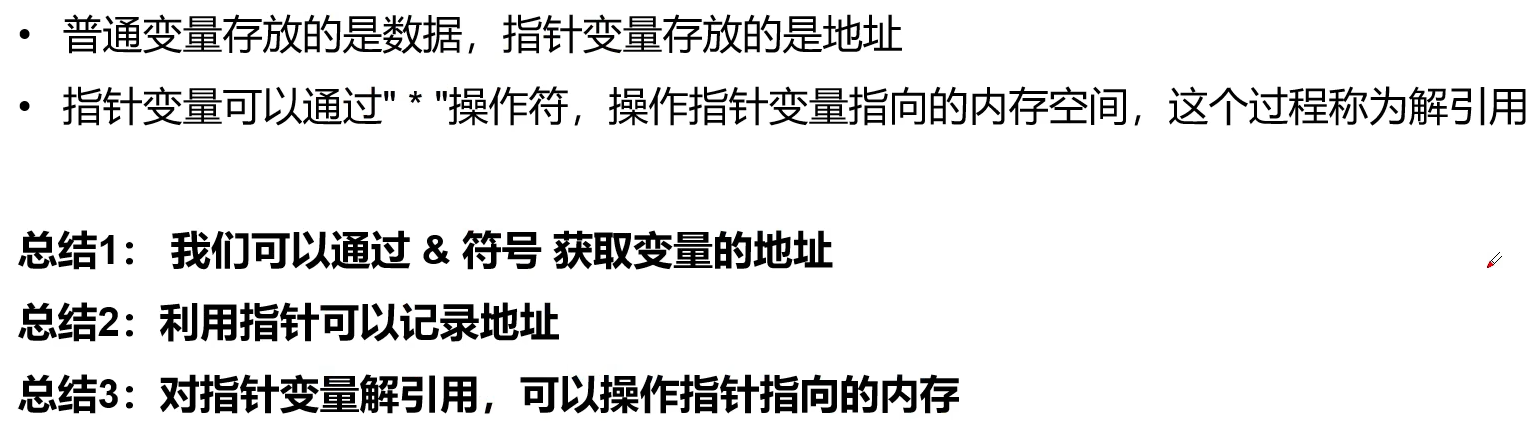 • 普通变量存放的是数据，指针变量存放的是地址
• 指针变量可以通过" * "操作符，操作指针变量指向的内存空间，这个过程称为解引用
总结1： 我们可以通过 & 符号 获取变量的地址
总结2：利用指针可以记录地址
总结3：对指针变量解引用，可以操作指针指向的内存